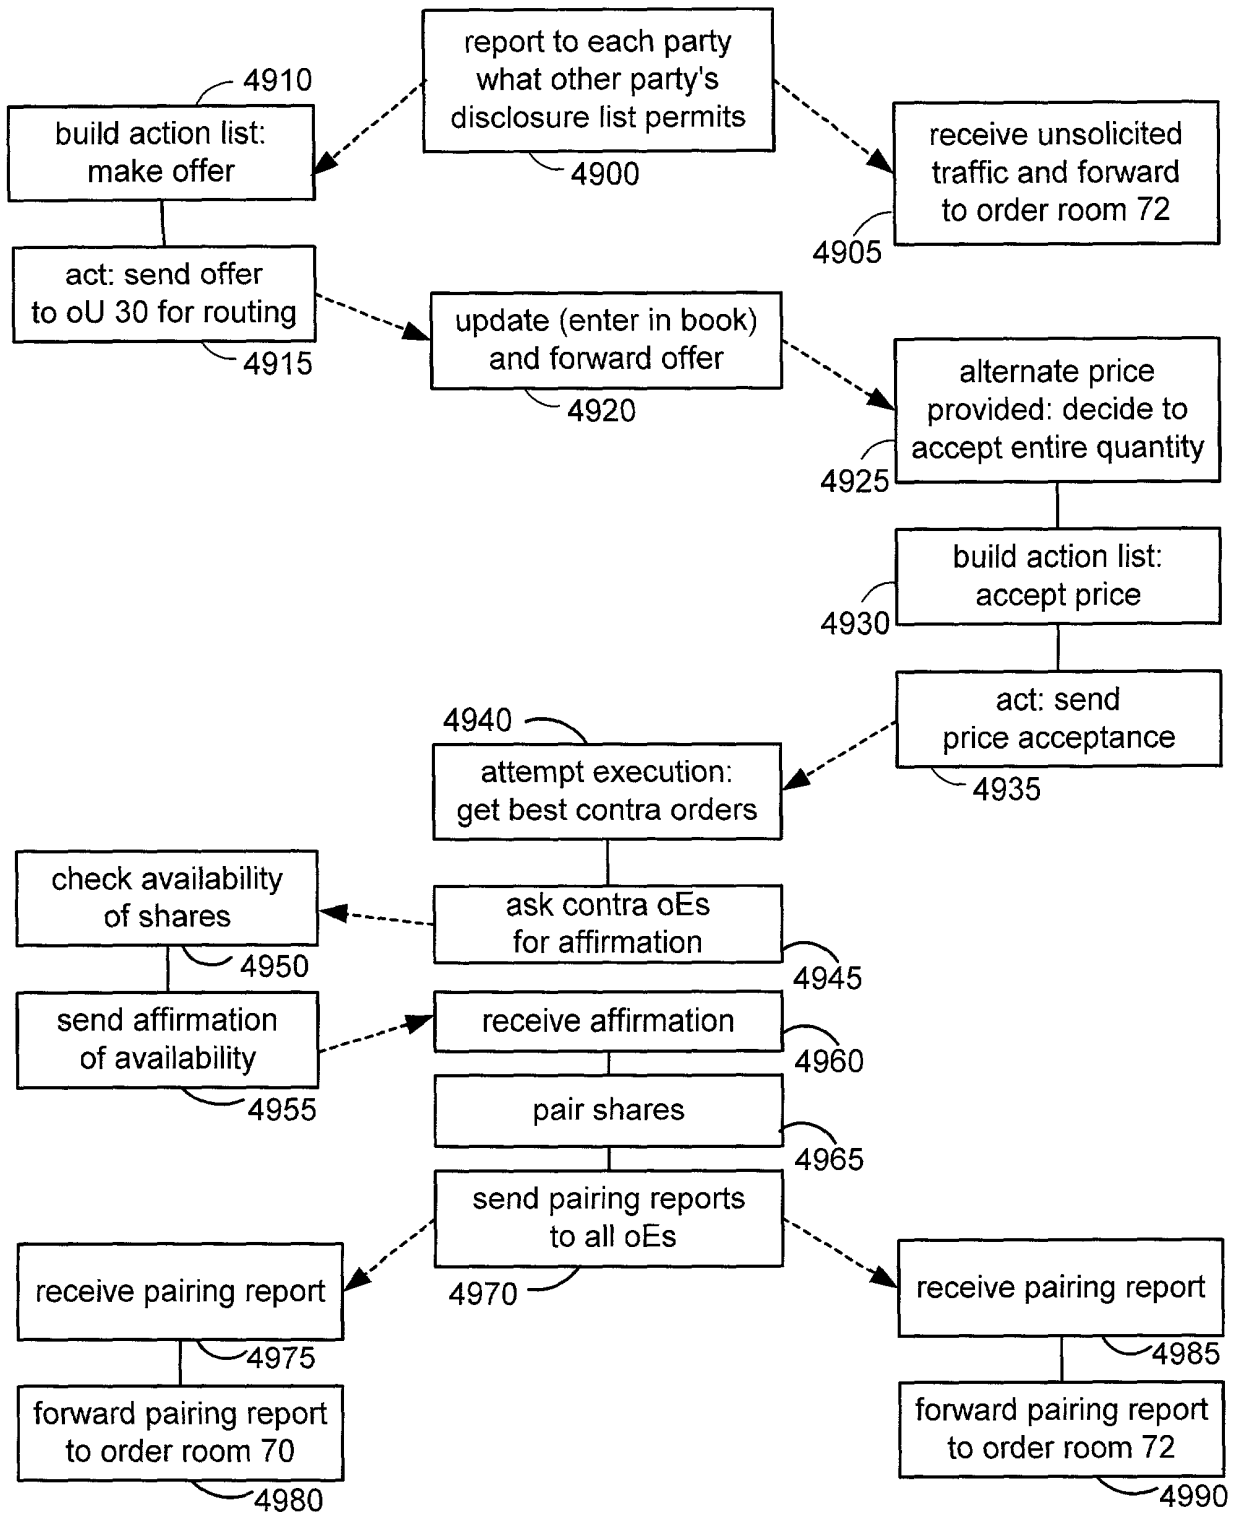 report to each party
what other party's
disclosure list permits
4900
4910
build action list:
make offer
receive unsolicited
traffic and forward
to order room 72
4905
act: send offer
to oU 30 for routing
4915
update (enter in book)
and forward offer
4920
alternate price
provided: decide to
accept entire quantity
4925
build action list:
accept price
4930
act: send
price acceptance
4935
4940
attempt execution:
get best contra orders
ask contra oEs
for affirmation
4945
check availability
of shares
4950
send affirmation
of availability
4955
receive affirmation
4960
pair shares
4965
send pairing reports
to all oEs
4970
receive pairing report
4975
forward pairing report
to order room 70
4980
receive pairing report
4985
forward pairing report
to order room 72
4990